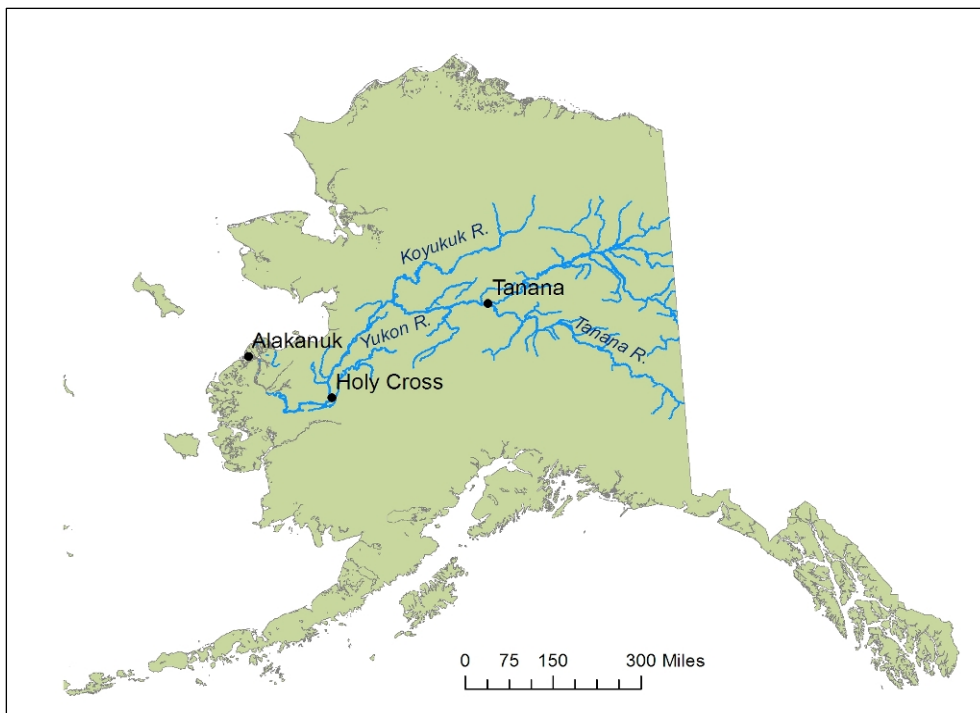 Koyukuk R.
Tanana
Yukon R.
Tanana R.
Alakanuk
Holy Cross
0 75 150 300 Miles